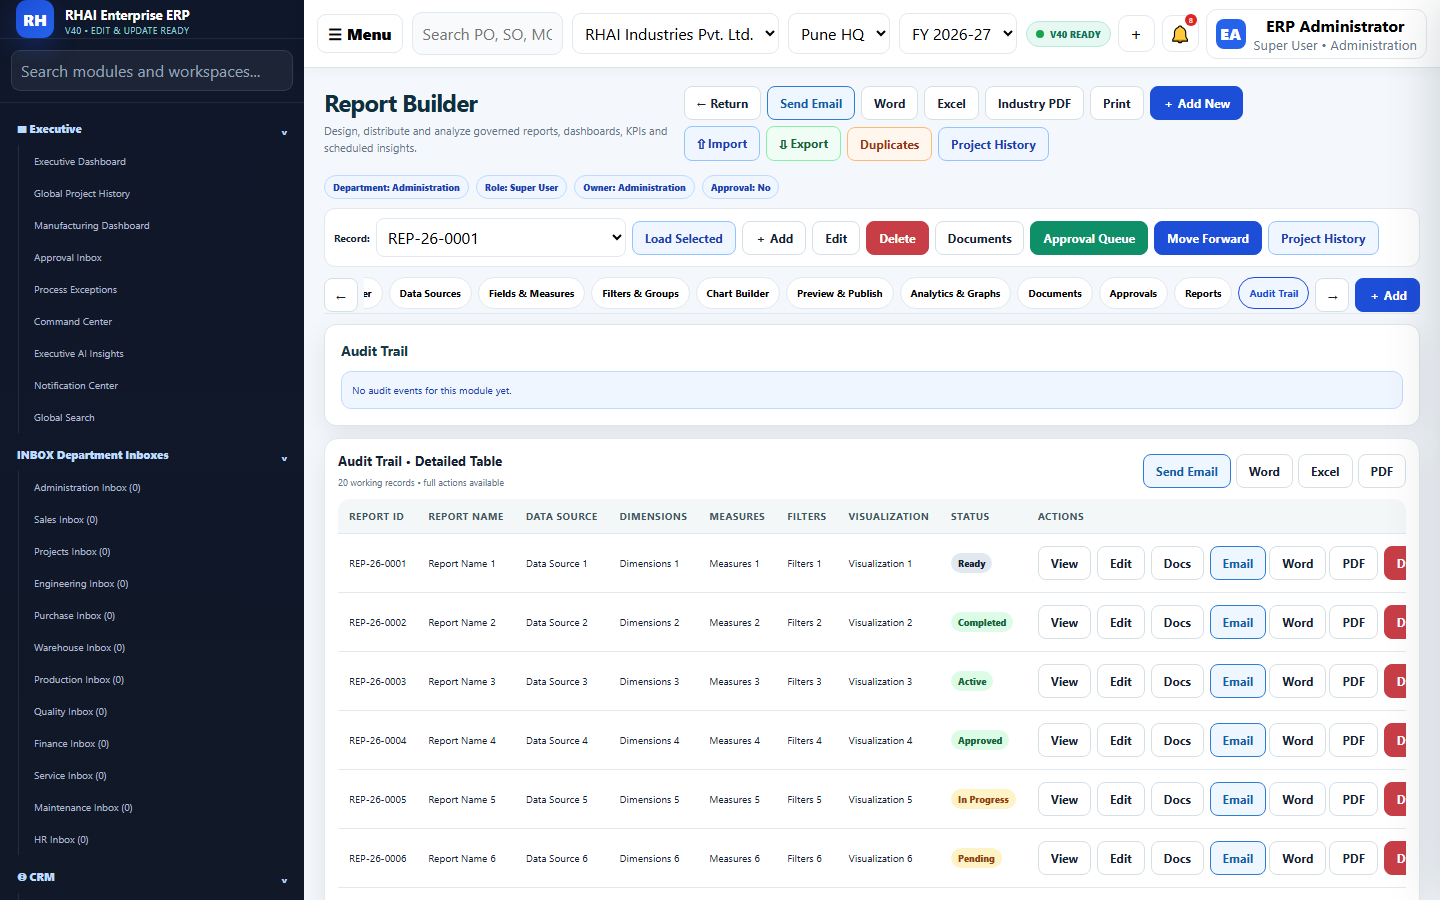 RH
RHAI Enterprise ERP
V40 • EDIT & UPDATE READY
Search modules and workspaces...
Executive
Executive Dashboard
Global Project History
Manufacturing Dashboard
Approval Inbox
Process Exceptions
Command Center
Executive AI Insights
Notification Center
Global Search
INBOX Department Inboxes
Administration Inbox (0)
Sales Inbox (0)
Projects Inbox (0)
Engineering Inbox (0)
Purchase Inbox (0)
Warehouse Inbox (0)
Production Inbox (0)
Quality Inbox (0)
Finance Inbox (0)
Service Inbox (0)
Maintenance Inbox (0)
HR Inbox (0)
CRM
☰ Menu
Search PO, SO, MO
RHAI Industries Pvt. Ltd.
Pune HQ
FY 2026-27
V40 READY
+
8
EA
ERP Administrator
Super User • Administration
Report Builder
Design, distribute and analyze governed reports, dashboards, KPIs and
scheduled insights.
← Return
Send Email
Word
Excel
Industry PDF
Print
+ Add New
⇧ Import
⇩ Export
Duplicates
Project History
Department: Administration
Role: Super User
Owner: Administration
Approval: No
Record:
REP-26-0001
Load Selected
+ Add
Edit
Delete
Documents
Approval Queue
Move Forward
Project History
←
er
Data Sources
Fields & Measures
Filters & Groups
Chart Builder
Preview & Publish
Analytics & Graphs
Documents
Approvals
Reports
Audit Trail
→
+ Add
Audit Trail
No audit events for this module yet.
Audit Trail • Detailed Table
20 working records • full actions available
Send Email
Word
Excel
PDF
REPORT ID REPORT NAME DATA SOURCE DIMENSIONS MEASURES FILTERS VISUALIZATION STATUS ACTIONS
REP-26-0001 Report Name 1 Data Source 1 Dimensions 1 Measures 1 Filters 1 Visualization 1 Ready View Edit Docs Email Word PDF D
REP-26-0002 Report Name 2 Data Source 2 Dimensions 2 Measures 2 Filters 2 Visualization 2 Completed View Edit Docs Email Word PDF D
REP-26-0003 Report Name 3 Data Source 3 Dimensions 3 Measures 3 Filters 3 Visualization 3 Active View Edit Docs Email Word PDF D
REP-26-0004 Report Name 4 Data Source 4 Dimensions 4 Measures 4 Filters 4 Visualization 4 Approved View Edit Docs Email Word PDF D
REP-26-0005 Report Name 5 Data Source 5 Dimensions 5 Measures 5 Filters 5 Visualization 5 In Progress View Edit Docs Email Word PDF D
REP-26-0006 Report Name 6 Data Source 6 Dimensions 6 Measures 6 Filters 6 Visualization 6 Pending View Edit Docs Email Word PDF D